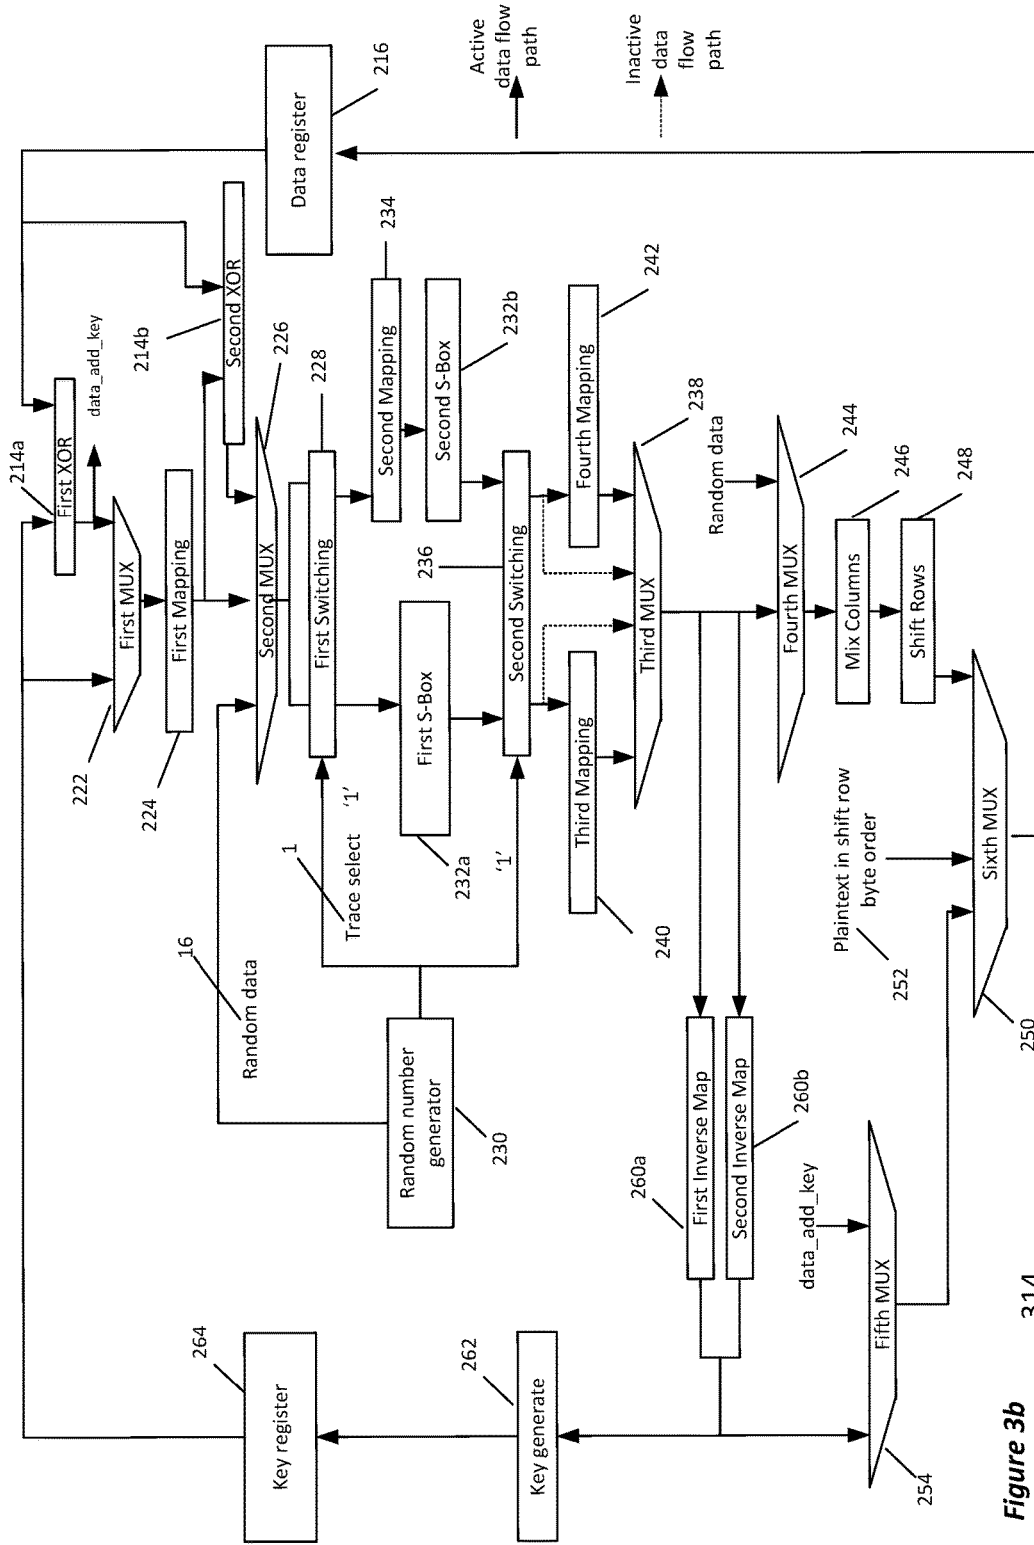 216
Data register
Active
data flow
path
Inactive
data
flow
path
214a
First XOR
data_add_key
222
First MUX
224
First Mapping
214b
Second XOR
226
Second MUX
228
First Switching
234
Second Mapping
232b
Second S-Box
16
Random data
1
Trace select
'1'
232a
First S-Box
'1'
236
Second Switching
Random number
generator
230
240
Third Mapping
242
Fourth Mapping
238
Third MUX
Random data
244
Fourth MUX
246
Mix Columns
248
Shift Rows
Plaintext in shift row
byte order
252
Sixth MUX
250
260a
First Inverse Map
Second Inverse Map
260b
264
Key register
262
Key generate
data_add_key
Fifth MUX
254
Figure 3b